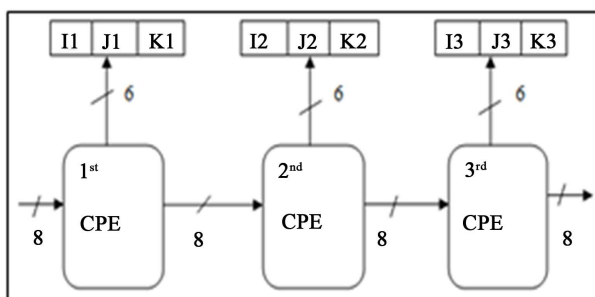 I1 J1 K1 I2 J2 K2 I3 J3 K3
6 6 6
1st 2nd 3rd
CPE CPE CPE
8 8 8 8